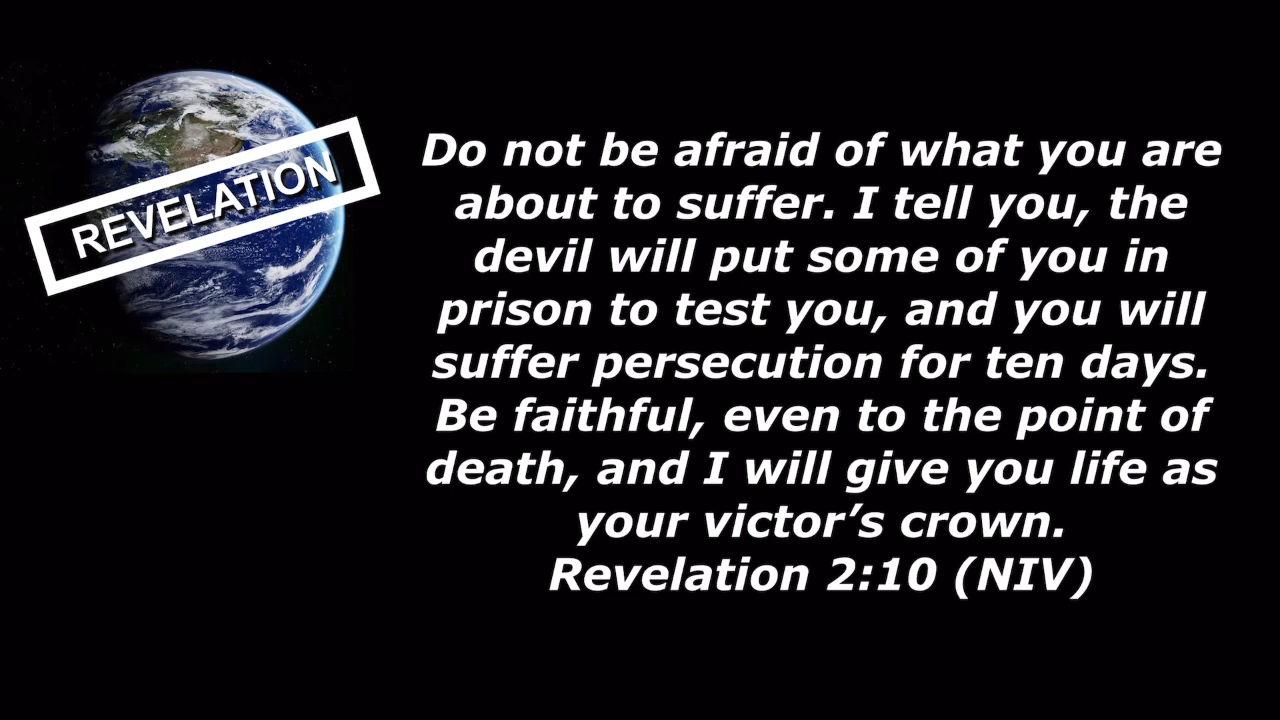 REVELATION
Do not be afraid of what you are
about to suffer. I tell you, the
devil will put some of you in
prison to test you, and you will
suffer persecution for ten days.
Be faithful, even to the point of
death, and I will give you life as
your victor’s crown.
Revelation 2:10 (NIV)